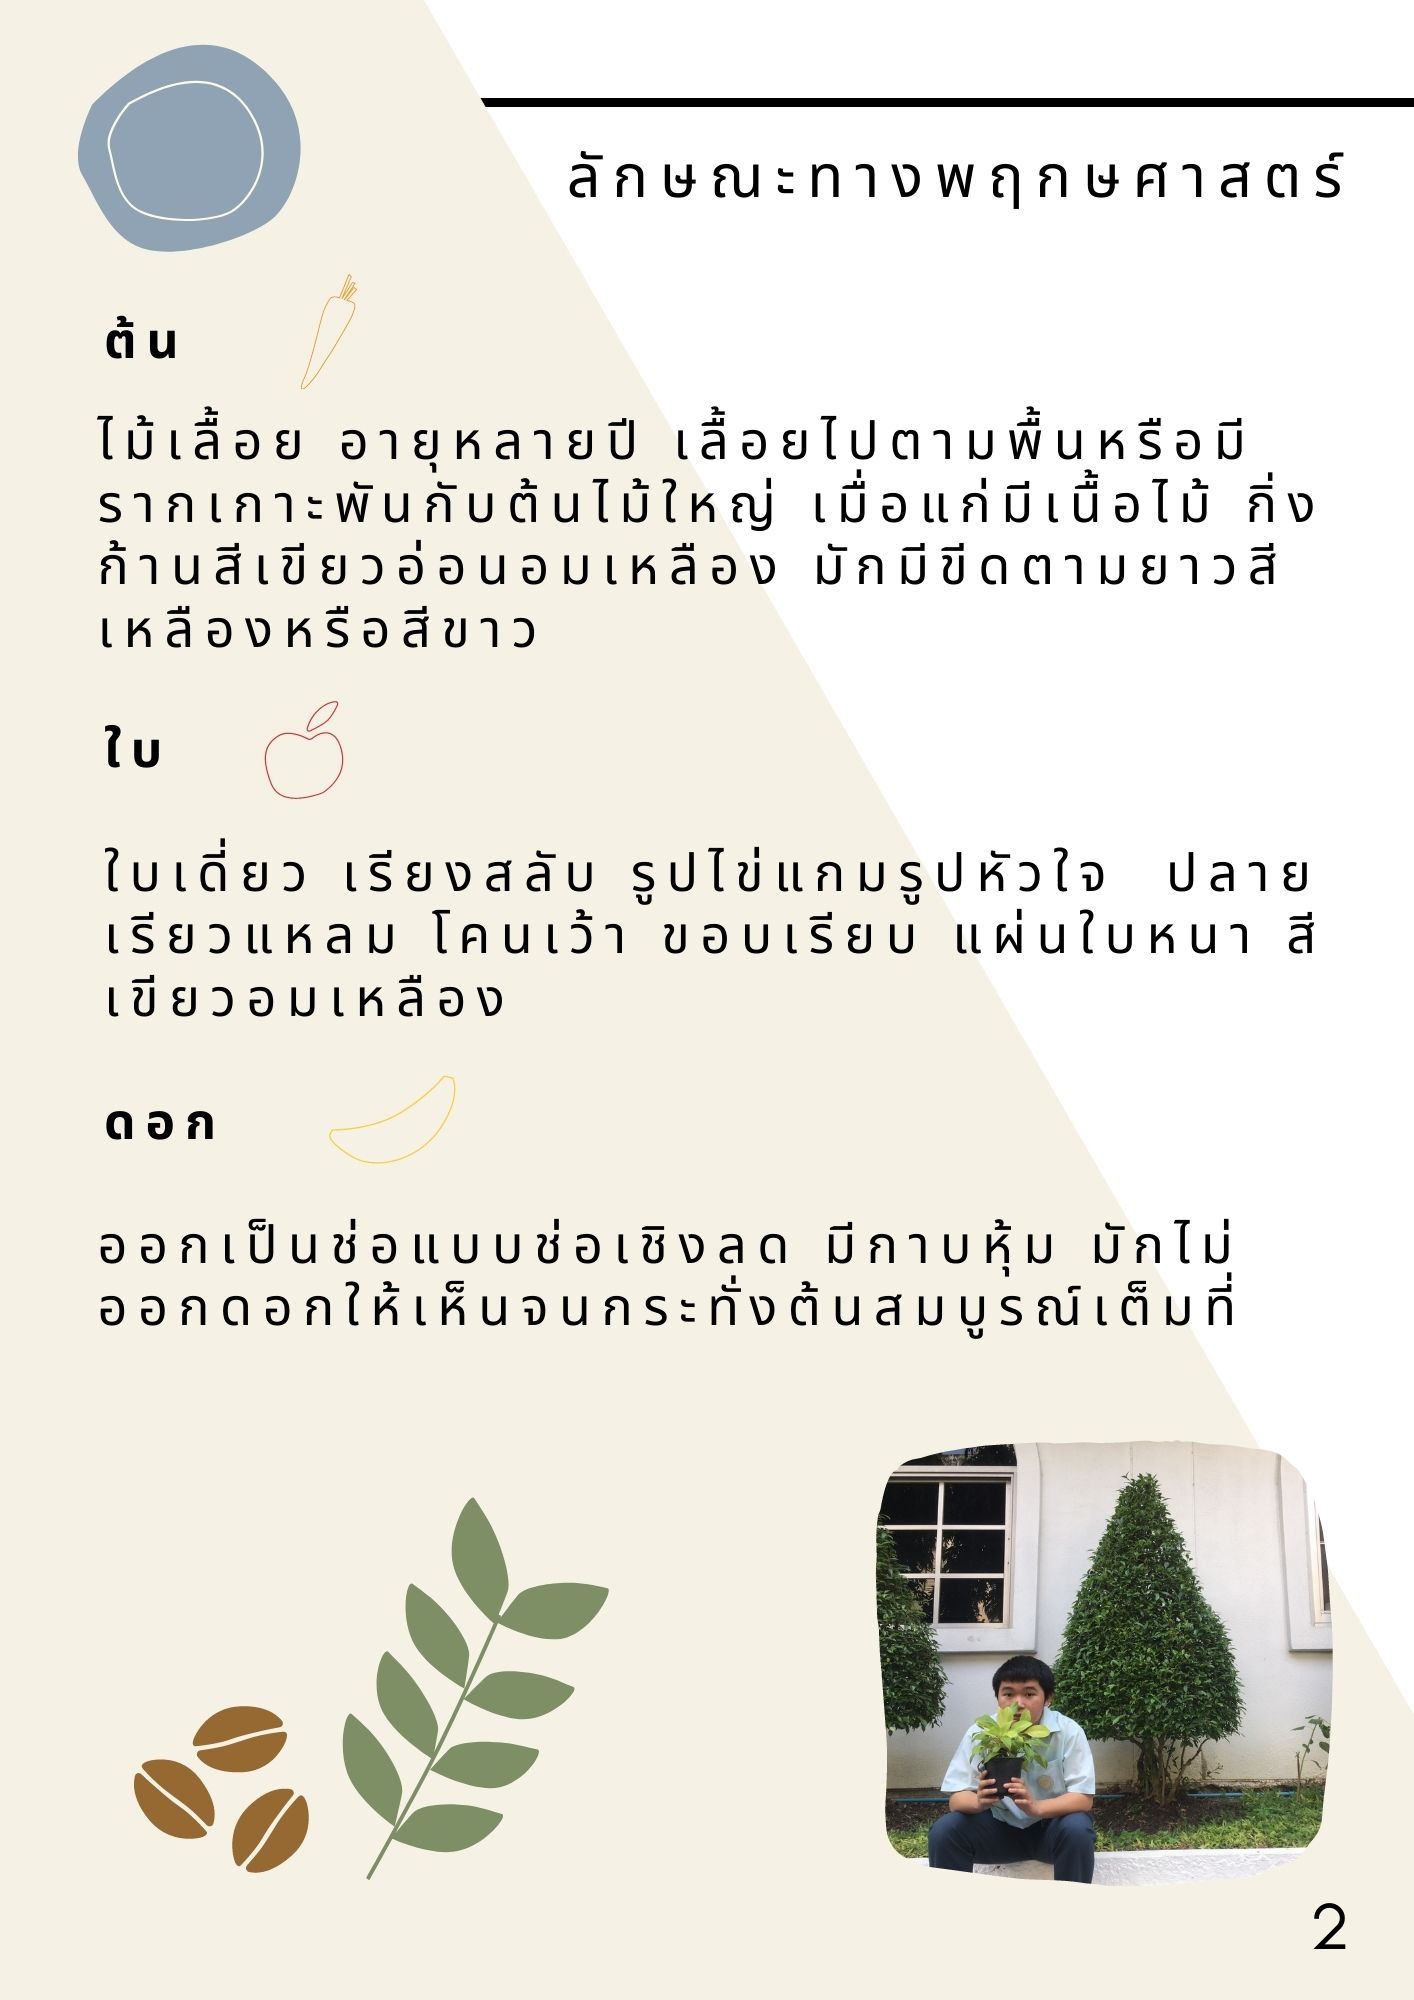 ลักษณะทางพฤกษศาสตร์
ต้น
ไม้เลื้อย อายุหลายปี เลื้อยไปตามพื้นหรือมี
รากเกาะพันกับต้นไม้ใหญ่ เมื่อแก่มีเนื้อไม้ กิ่ง
ก้านสีเขียวอ่อนอมเหลือง มักมีขีดตามยาวสี
เหลืองหรือสีขาว
ใบ
ใบเดี่ยว เรียงสลับ รูปไข่แกมรูปหัวใจ ปลาย
เรียวแหลม โคนเว้า ขอบเรียบ แผ่นใบหนา สี
เขียวอมเหลือง
ดอก
ออกเป็นช่อแบบช่อเชิงลด มีกาบหุ้ม มักไม่
ออกดอกให้เห็นจนกระทั่งต้นสมบูรณ์เต็มที่
2